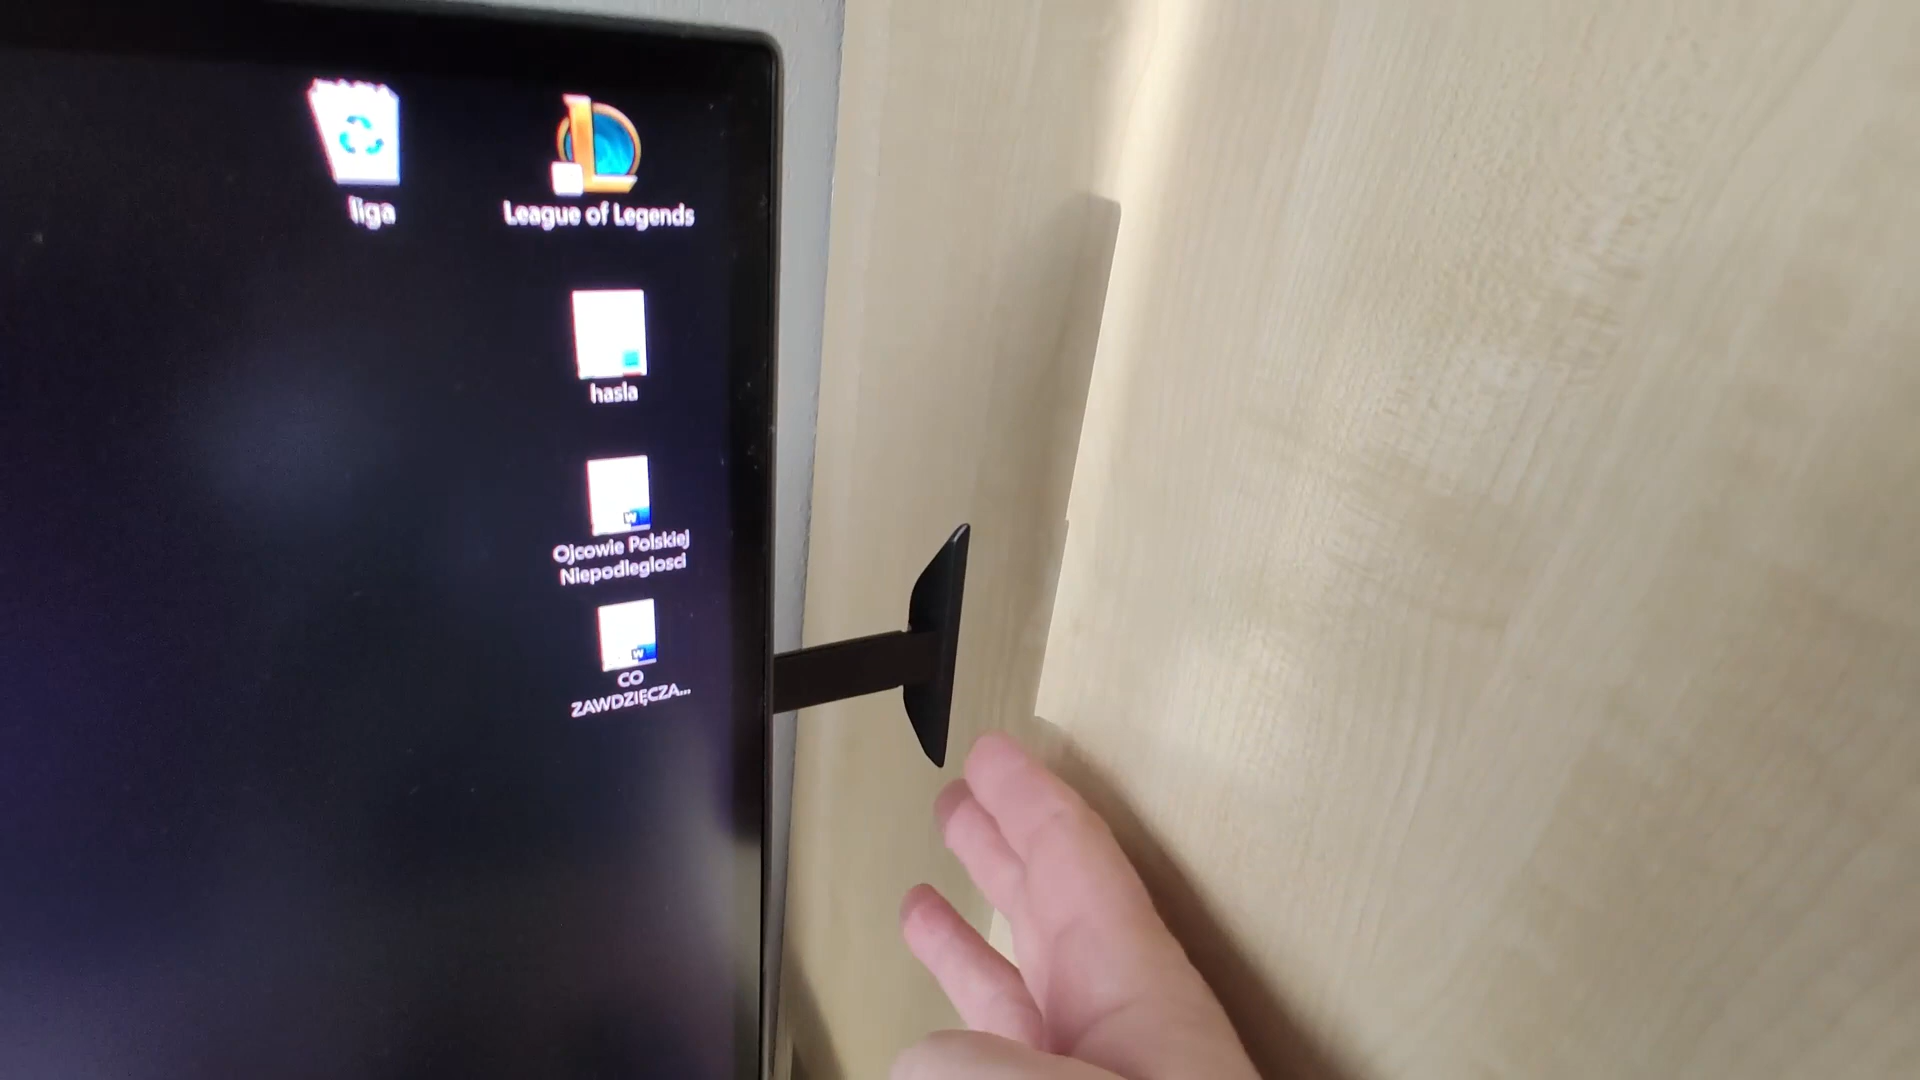 liga
League of Legends
hasla
Ojcowie Polskiej
Niepodleglosci
CO
ZAWDZIĘCZA...